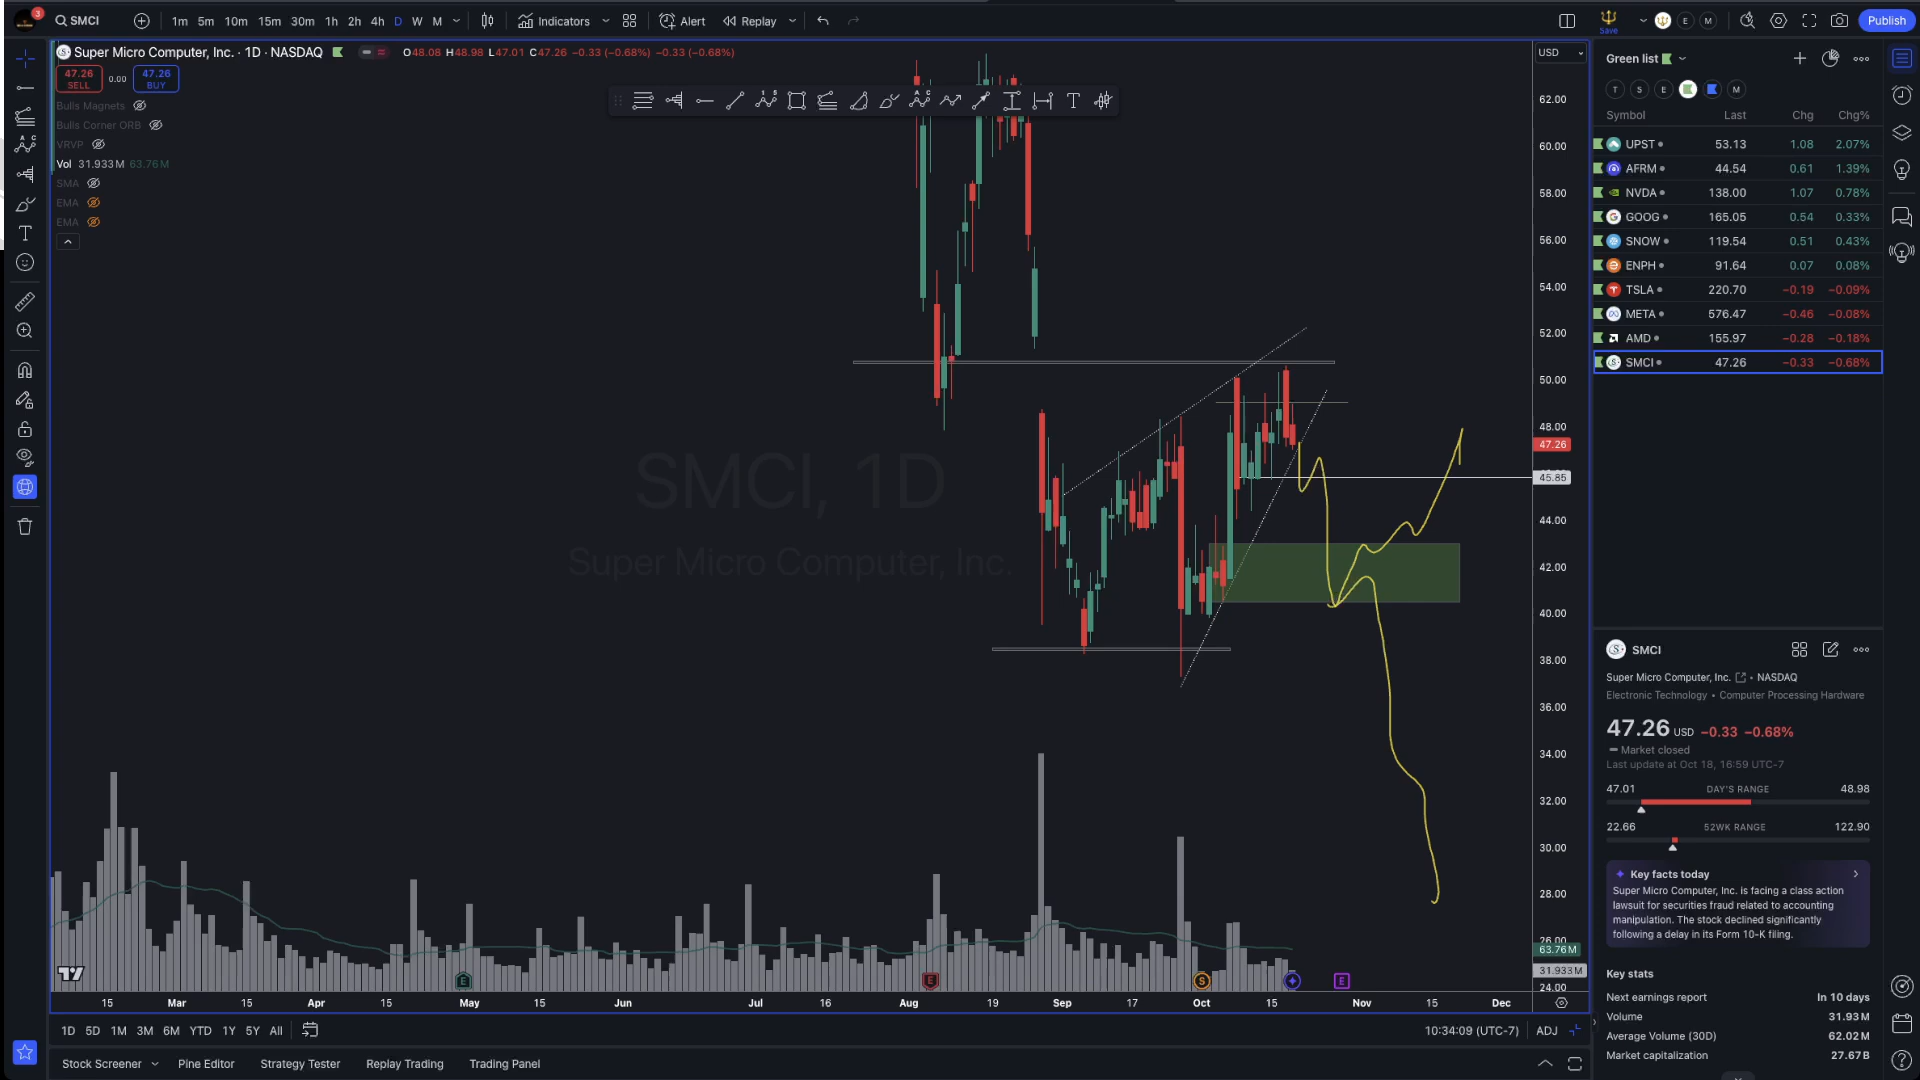 3
SMCI
1m 5m 10m 15m 30m 1h 2h 4h D W M
Indicators
Alert
Replay
Save
E M
Publish
Super Micro Computer, Inc. · 1D · NASDAQ
O48.08 H48.98 L47.01 C47.26 −0.33 (−0.68%) −0.33 (−0.68%)
47.26
SELL
0.00
47.26
BUY
Bulls Magnets
Bulls Corner ORB
VRVP
Vol 31.933M 63.76M
SMA
EMA
EMA
SMCI, 1D
Super Micro Computer, Inc.
USD
62.00
60.00
58.00
56.00
54.00
52.00
50.00
48.00
47.26
45.85
44.00
42.00
40.00
38.00
36.00
34.00
32.00
30.00
28.00
26.00
63.76M
31.933M
24.00
E E S E
15 Mar 15 Apr 15 May 15 Jun Jul 16 Aug 19 Sep 17 Oct 15 Nov 15 Dec
1D 5D 1M 3M 6M YTD 1Y 5Y All
10:34:09 (UTC-7) ADJ
Stock Screener Pine Editor Strategy Tester Replay Trading Trading Panel
Green list
T S E M
Symbol Last Chg Chg%
UPST 53.13 1.08 2.07%
AFRM 44.54 0.61 1.39%
NVDA 138.00 1.07 0.78%
GOOG 165.05 0.54 0.33%
SNOW 119.54 0.51 0.43%
ENPH 91.64 0.07 0.08%
TSLA 220.70 −0.19 −0.09%
META 576.47 −0.46 −0.08%
AMD 155.97 −0.28 −0.18%
SMCI 47.26 −0.33 −0.68%
SMCI
Super Micro Computer, Inc. • NASDAQ
Electronic Technology • Computer Processing Hardware
47.26 USD −0.33 −0.68%
Market closed
Last update at Oct 18, 16:59 UTC-7
47.01 DAY'S RANGE 48.98
22.66 52WK RANGE 122.90
Key facts today
Super Micro Computer, Inc. is facing a class action
lawsuit for securities fraud related to accounting
manipulation. The stock declined significantly
following a delay in its Form 10-K filing.
Key stats
Next earnings report In 10 days
Volume 31.93M
Average Volume (30D) 62.02M
Market capitalization 27.67B